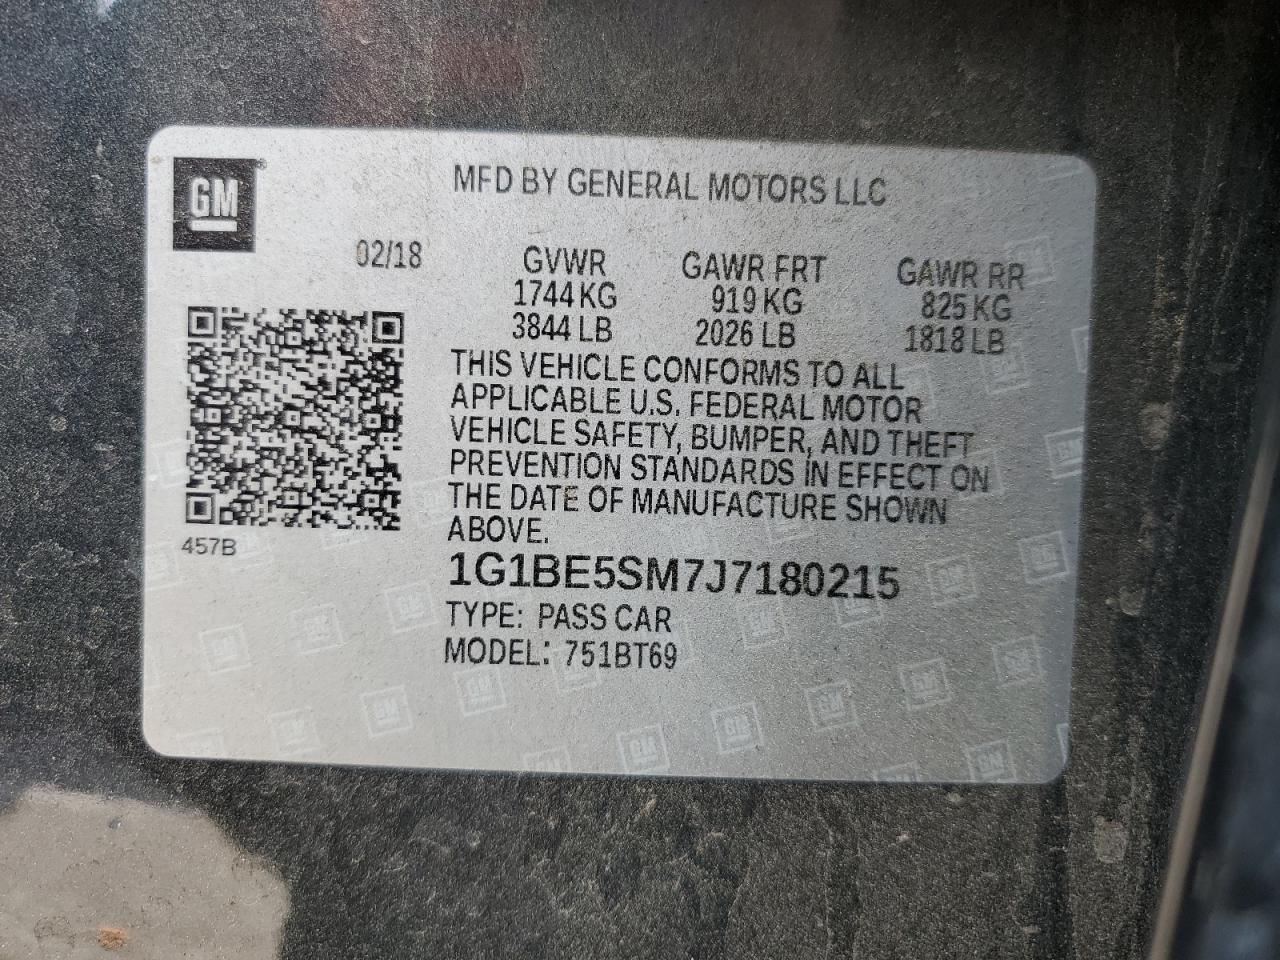 GM
MFD BY GENERAL MOTORS LLC
02/18 GVWR GAWR FRT GAWR RR
1744 KG 919 KG 825 KG
3844 LB 2026 LB 1818 LB
THIS VEHICLE CONFORMS TO ALL
APPLICABLE U.S. FEDERAL MOTOR
VEHICLE SAFETY, BUMPER, AND THEFT
PREVENTION STANDARDS IN EFFECT ON
THE DATE OF MANUFACTURE SHOWN
ABOVE.
457B
1G1BE5SM7J7180215
TYPE: PASS CAR
MODEL: 751BT69